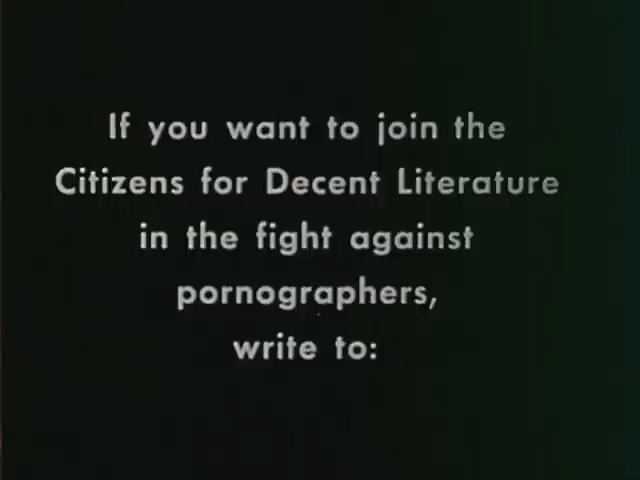 If you want to join the
Citizens for Decent Literature
in the fight against
pornographers,
write to: